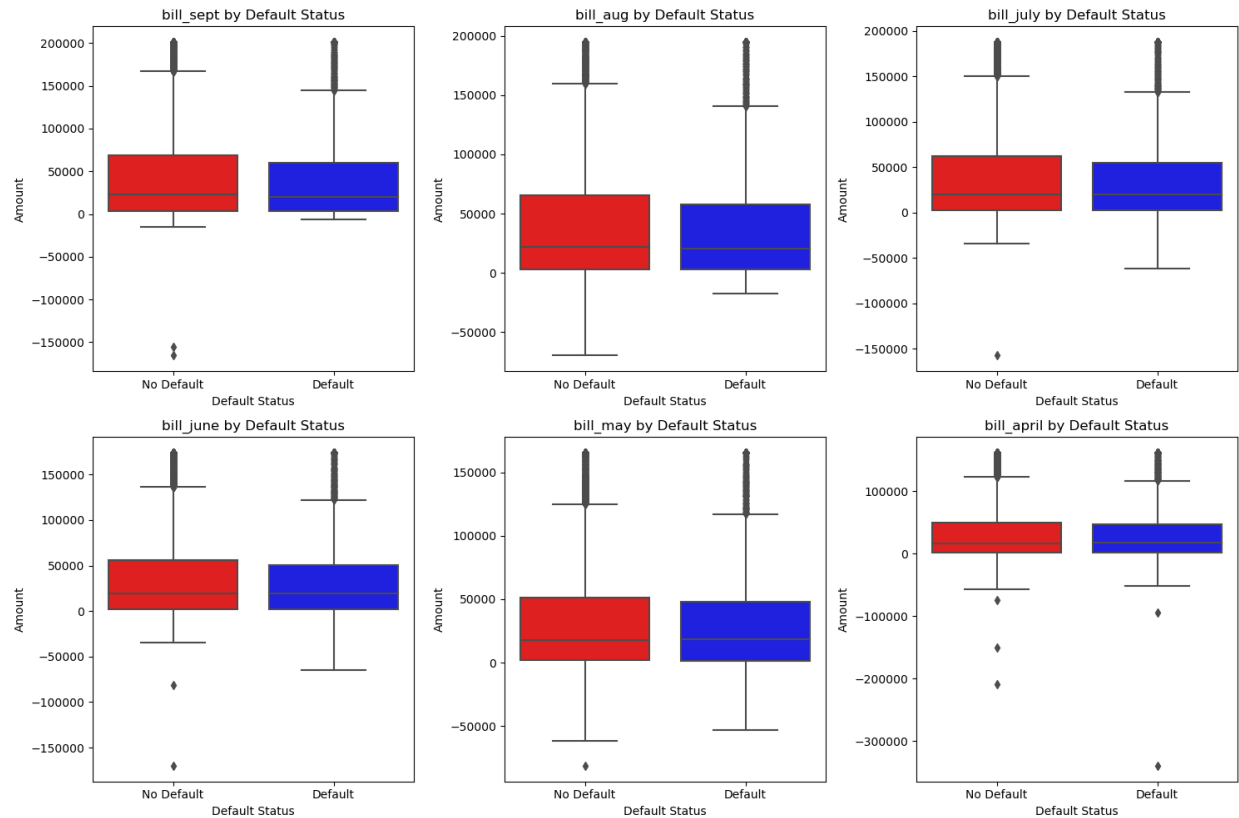 bill_sept by Default Status
200000
150000
100000
50000
0
−50000
−100000
−150000
Amount
No Default
Default
Default Status
bill_aug by Default Status
200000
150000
100000
50000
0
−50000
Amount
No Default
Default
Default Status
bill_july by Default Status
200000
150000
100000
50000
0
−50000
−100000
−150000
Amount
No Default
Default
Default Status
bill_june by Default Status
150000
100000
50000
0
−50000
−100000
−150000
Amount
No Default
Default
Default Status
bill_may by Default Status
150000
100000
50000
0
−50000
Amount
No Default
Default
Default Status
bill_april by Default Status
100000
0
−100000
−200000
−300000
Amount
No Default
Default
Default Status